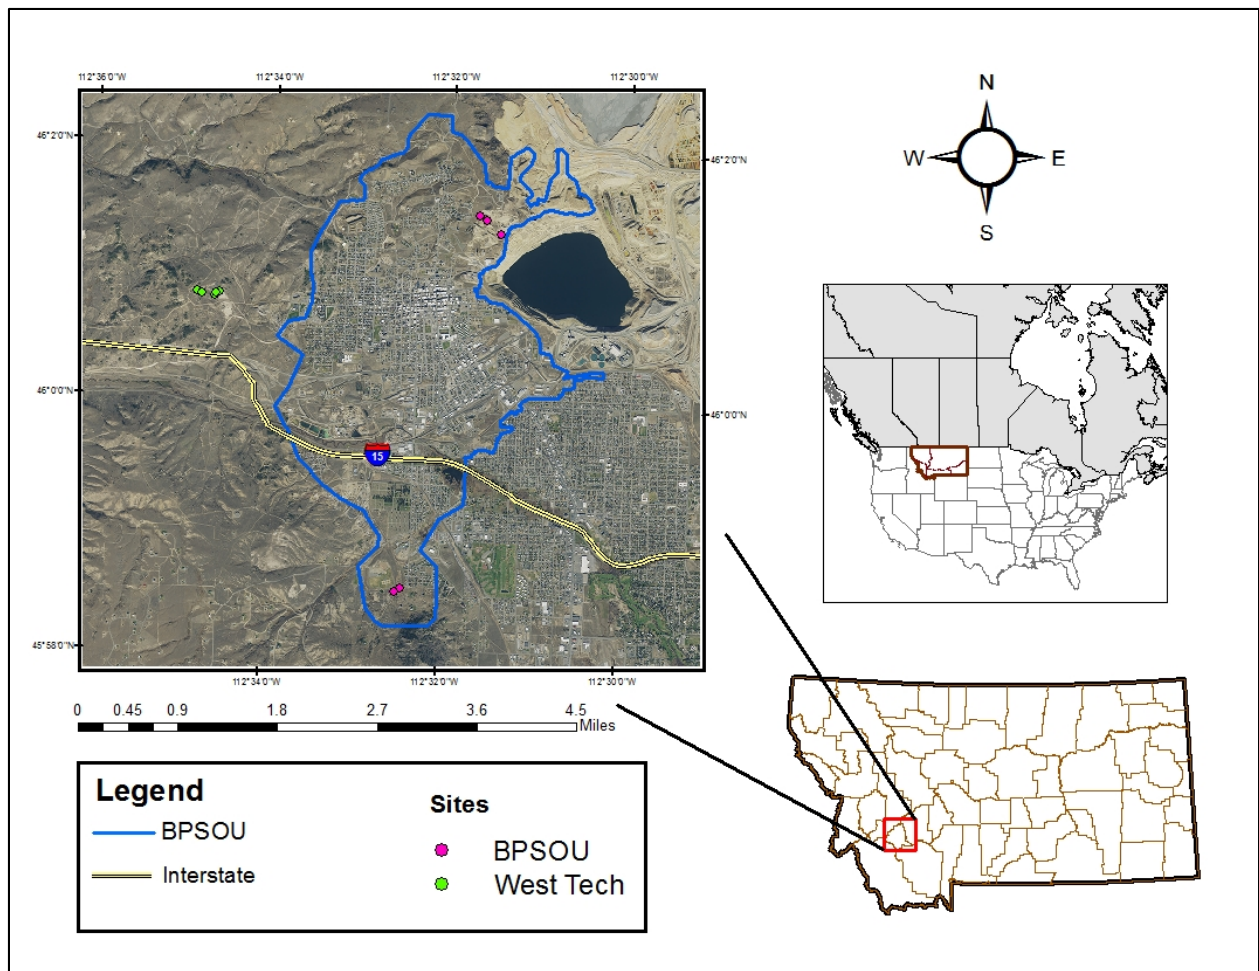 112°36'0"W 112°34'0"W 112°32'0"W 112°30'0"W
46°2'0"N
46°2'0"N
46°0'0"N
46°0'0"N
15
45°58'0"N
112°34'0"W 112°32'0"W 112°30'0"W
0 0.45 0.9 1.8 2.7 3.6 4.5
Miles
N
W E
S
Legend
BPSOU
Interstate
Sites
BPSOU
West Tech